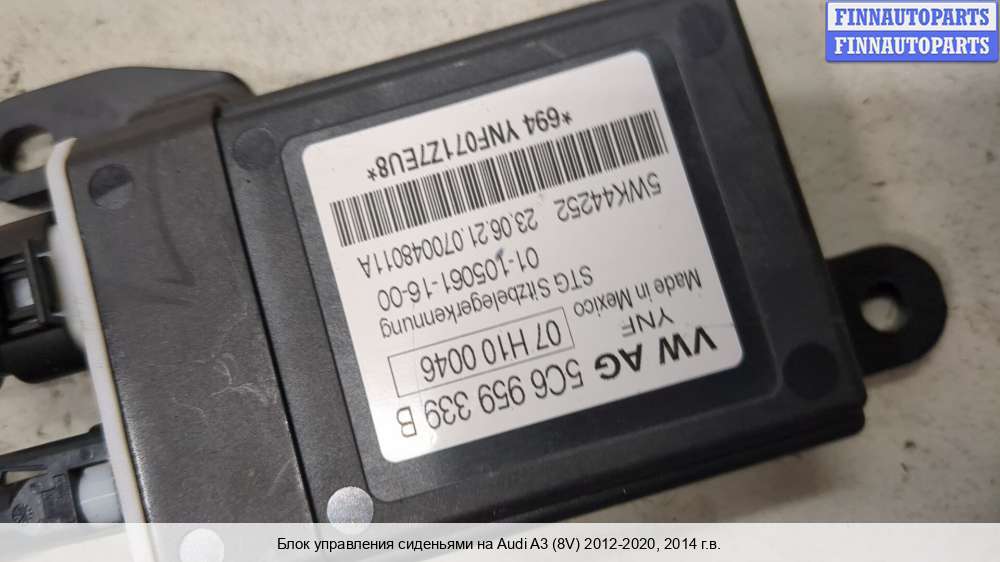 FINNAUTOPARTS
FINNAUTOPARTS
VW AG 5C6 959 339 B
YNF
Made in Mexico
07 H10 0046
STG Sitzbelegerkennung
01-105061-16-00
23.06.21.07004801 1A
5WK44252
*694 YNF071Z7EU8*
Блок управления сиденьями на Audi A3 (8V) 2012-2020, 2014 г.в.